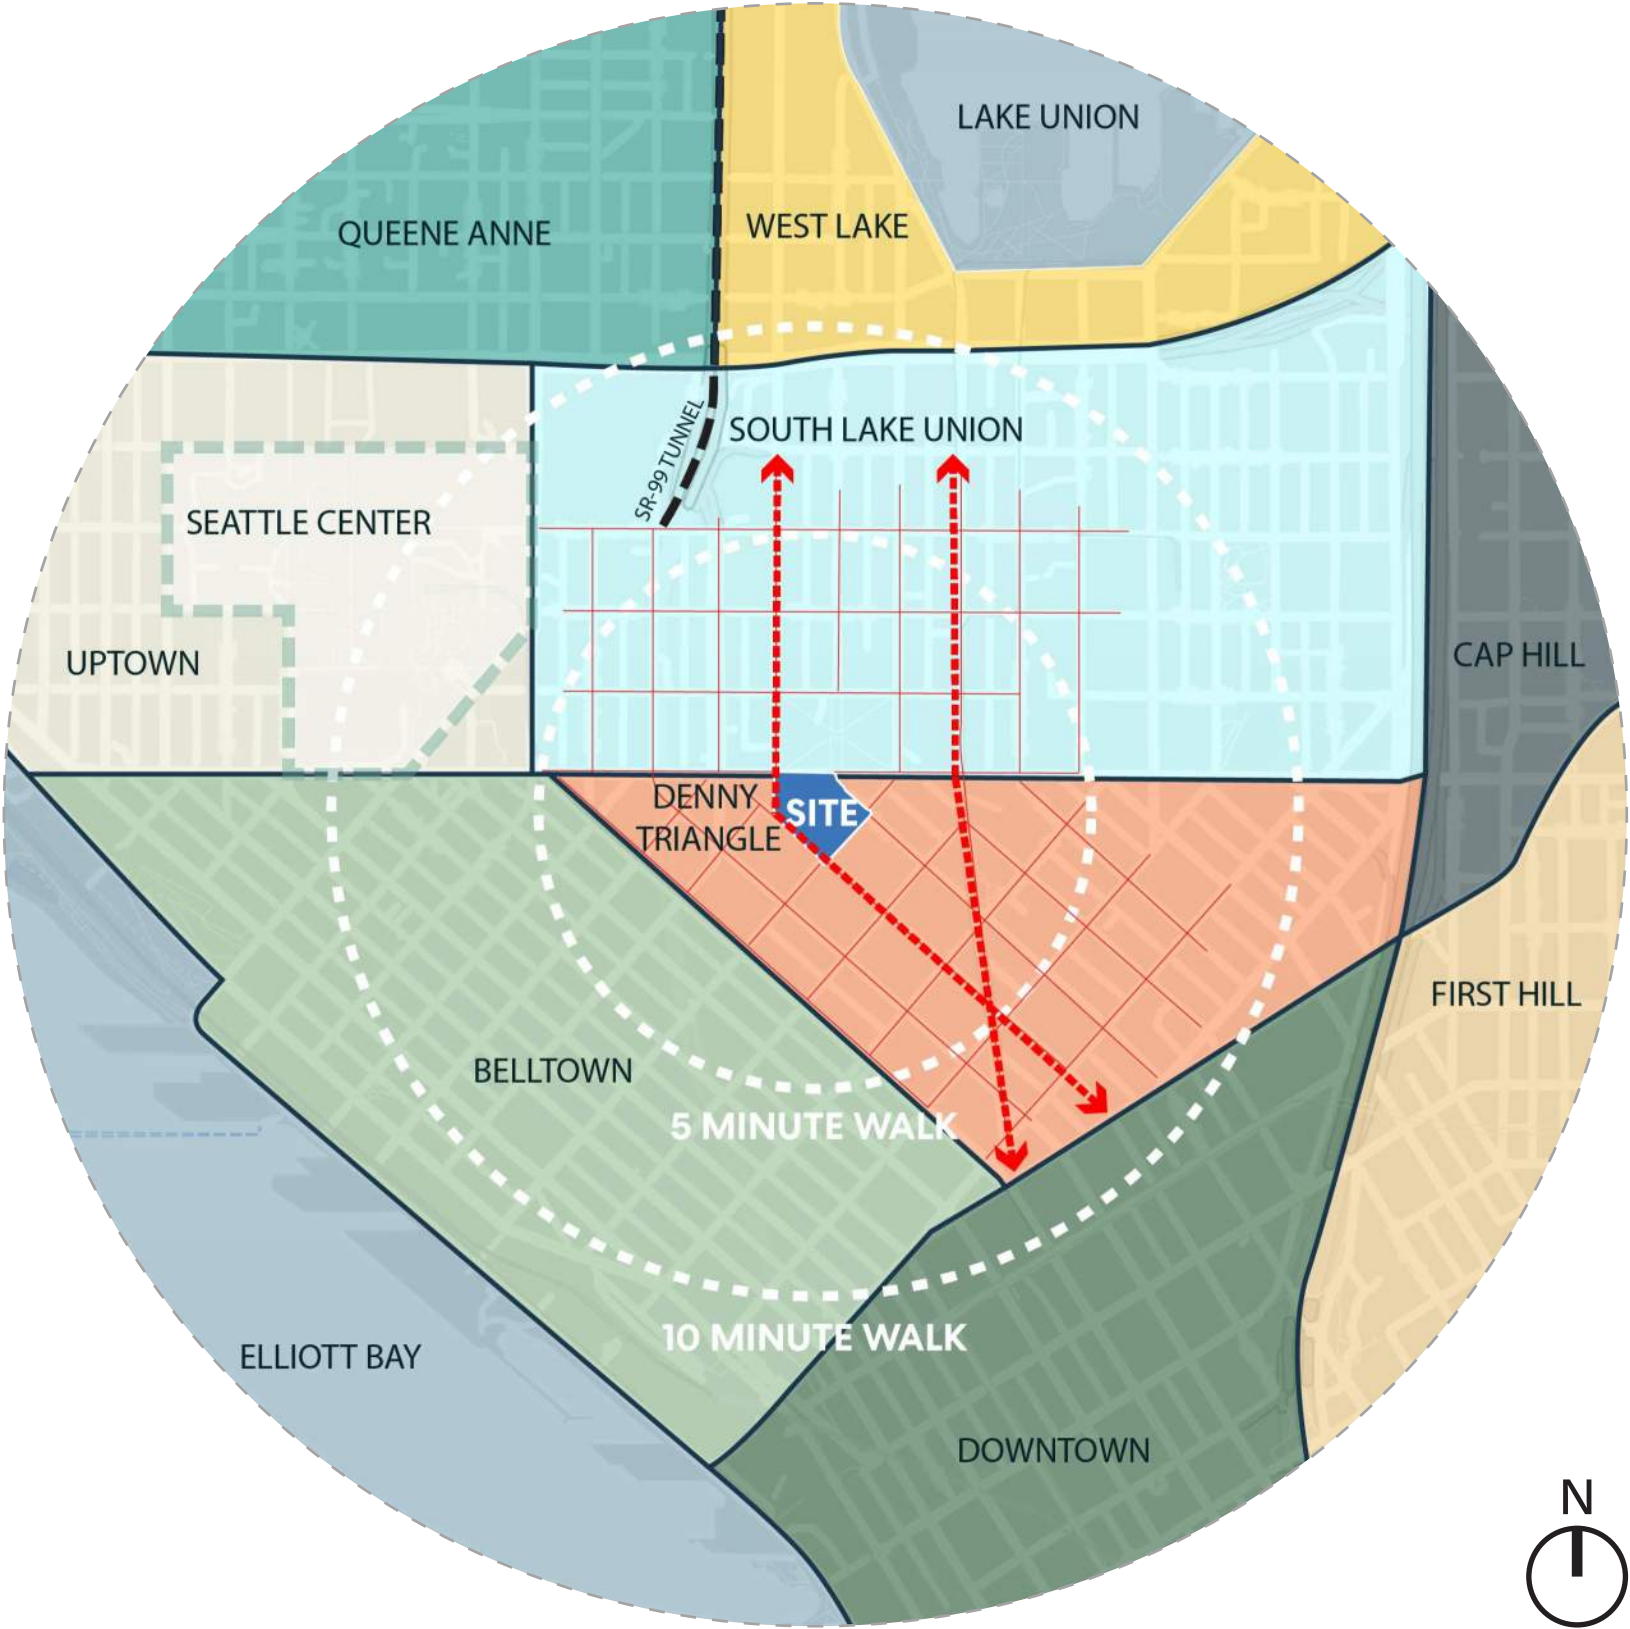 LAKE UNION
QUEENE ANNE
WEST LAKE
SR-99 TUNNEL
SOUTH LAKE UNION
SEATTLE CENTER
UPTOWN
CAP HILL
DENNY
TRIANGLE
SITE
FIRST HILL
BELLTOWN
5 MINUTE WALK
10 MINUTE WALK
ELLIOTT BAY
DOWNTOWN
N